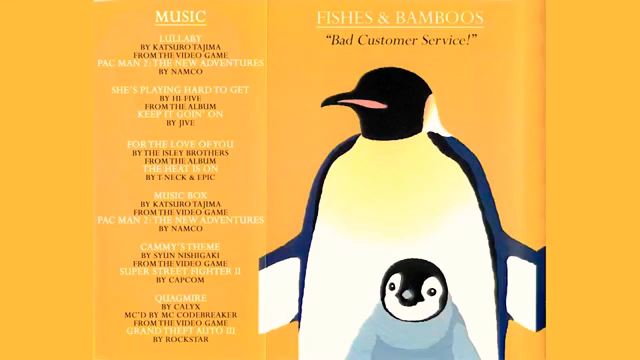 MUSIC
LULLABY
BY KATSURO TAJIMA
FROM THE VIDEO GAME
PAC MAN 2: THE NEW ADVENTURES
BY NAMCO
SHE'S PLAYING HARD TO GET
BY HI-FIVE
FROM THE ALBUM
KEEP IT GOIN' ON
BY JIVE
FOR THE LOVE OF YOU
BY THE ISLEY BROTHERS
FROM THE ALBUM
THE HEAT IS ON
BY T-NECK & EPIC
MUSIC BOX
BY KATSURO TAJIMA
FROM THE VIDEO GAME
PAC MAN 2: THE NEW ADVENTURES
BY NAMCO
CAMMY'S THEME
BY SYUN NISHIGAKI
FROM THE VIDEO GAME
SUPER STREET FIGHTER II
BY CAPCOM
QUAGMIRE
BY CALYX
MC'D BY MC CODEBREAKER
FROM THE VIDEO GAME
GRAND THEFT AUTO III
BY ROCKSTAR
FISHES & BAMBOOS
"Bad Customer Service!"